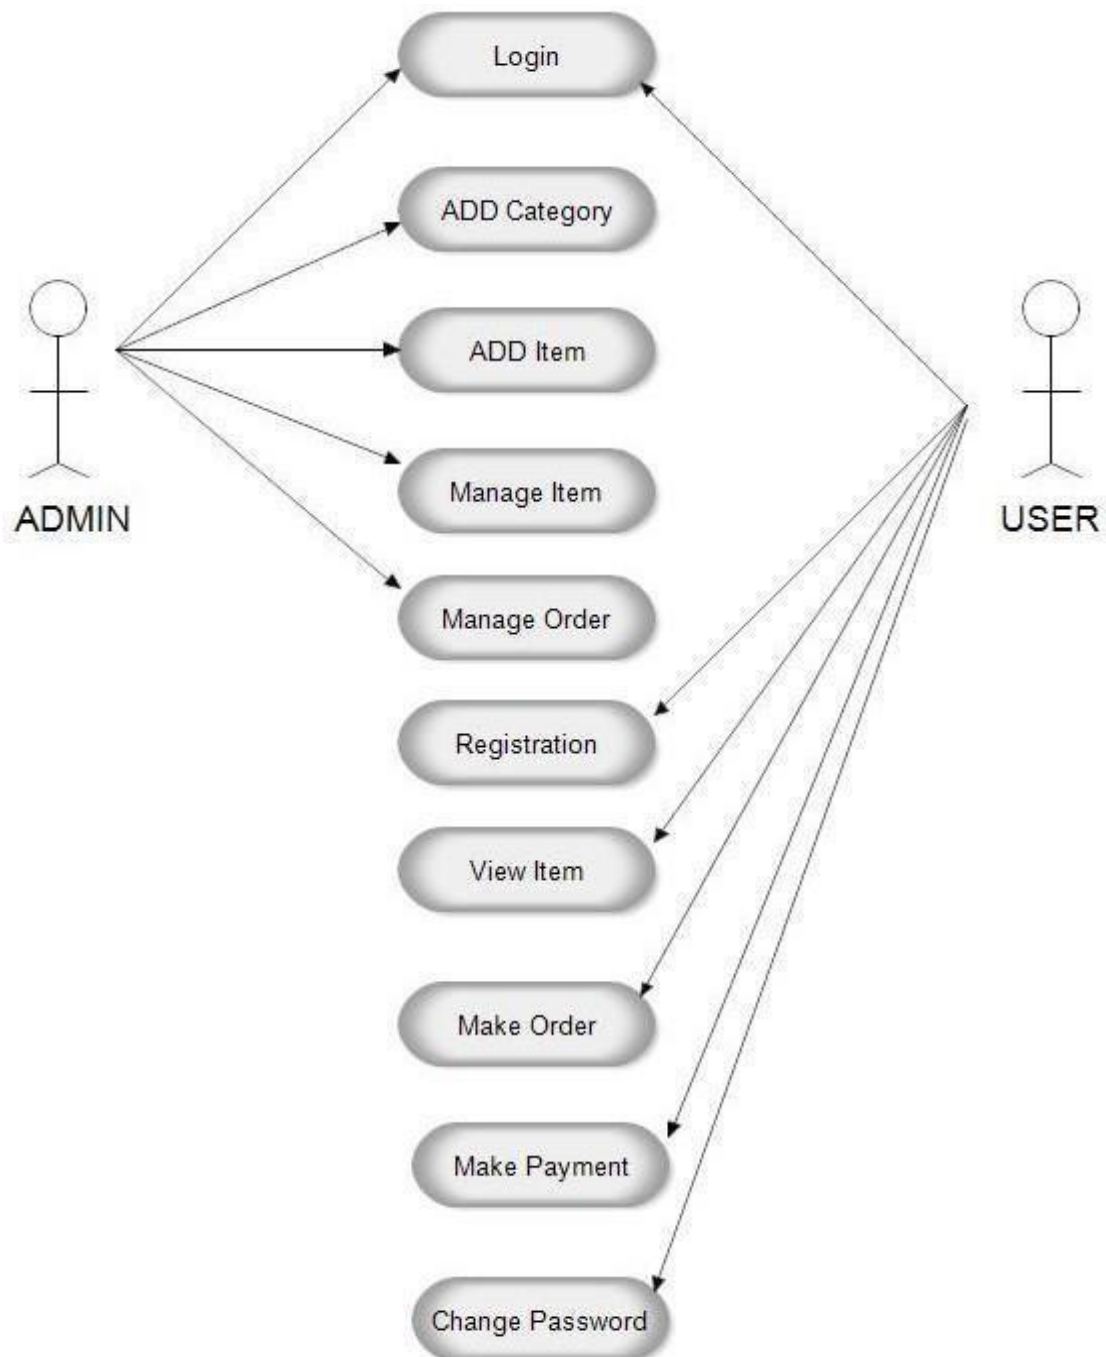 Login
ADD Category
ADD Item
Manage Item
ADMIN
USER
Manage Order
Registration
View Item
Make Order
Make Payment
Change Password